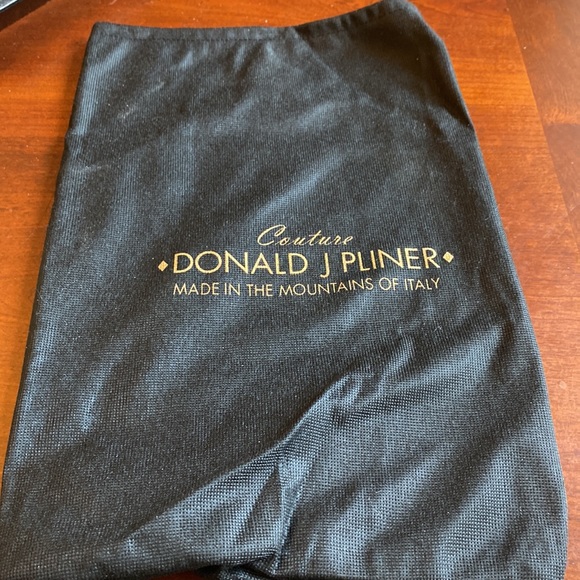 Couture
DONALD J PLINER
MADE IN THE MOUNTAINS OF ITALY